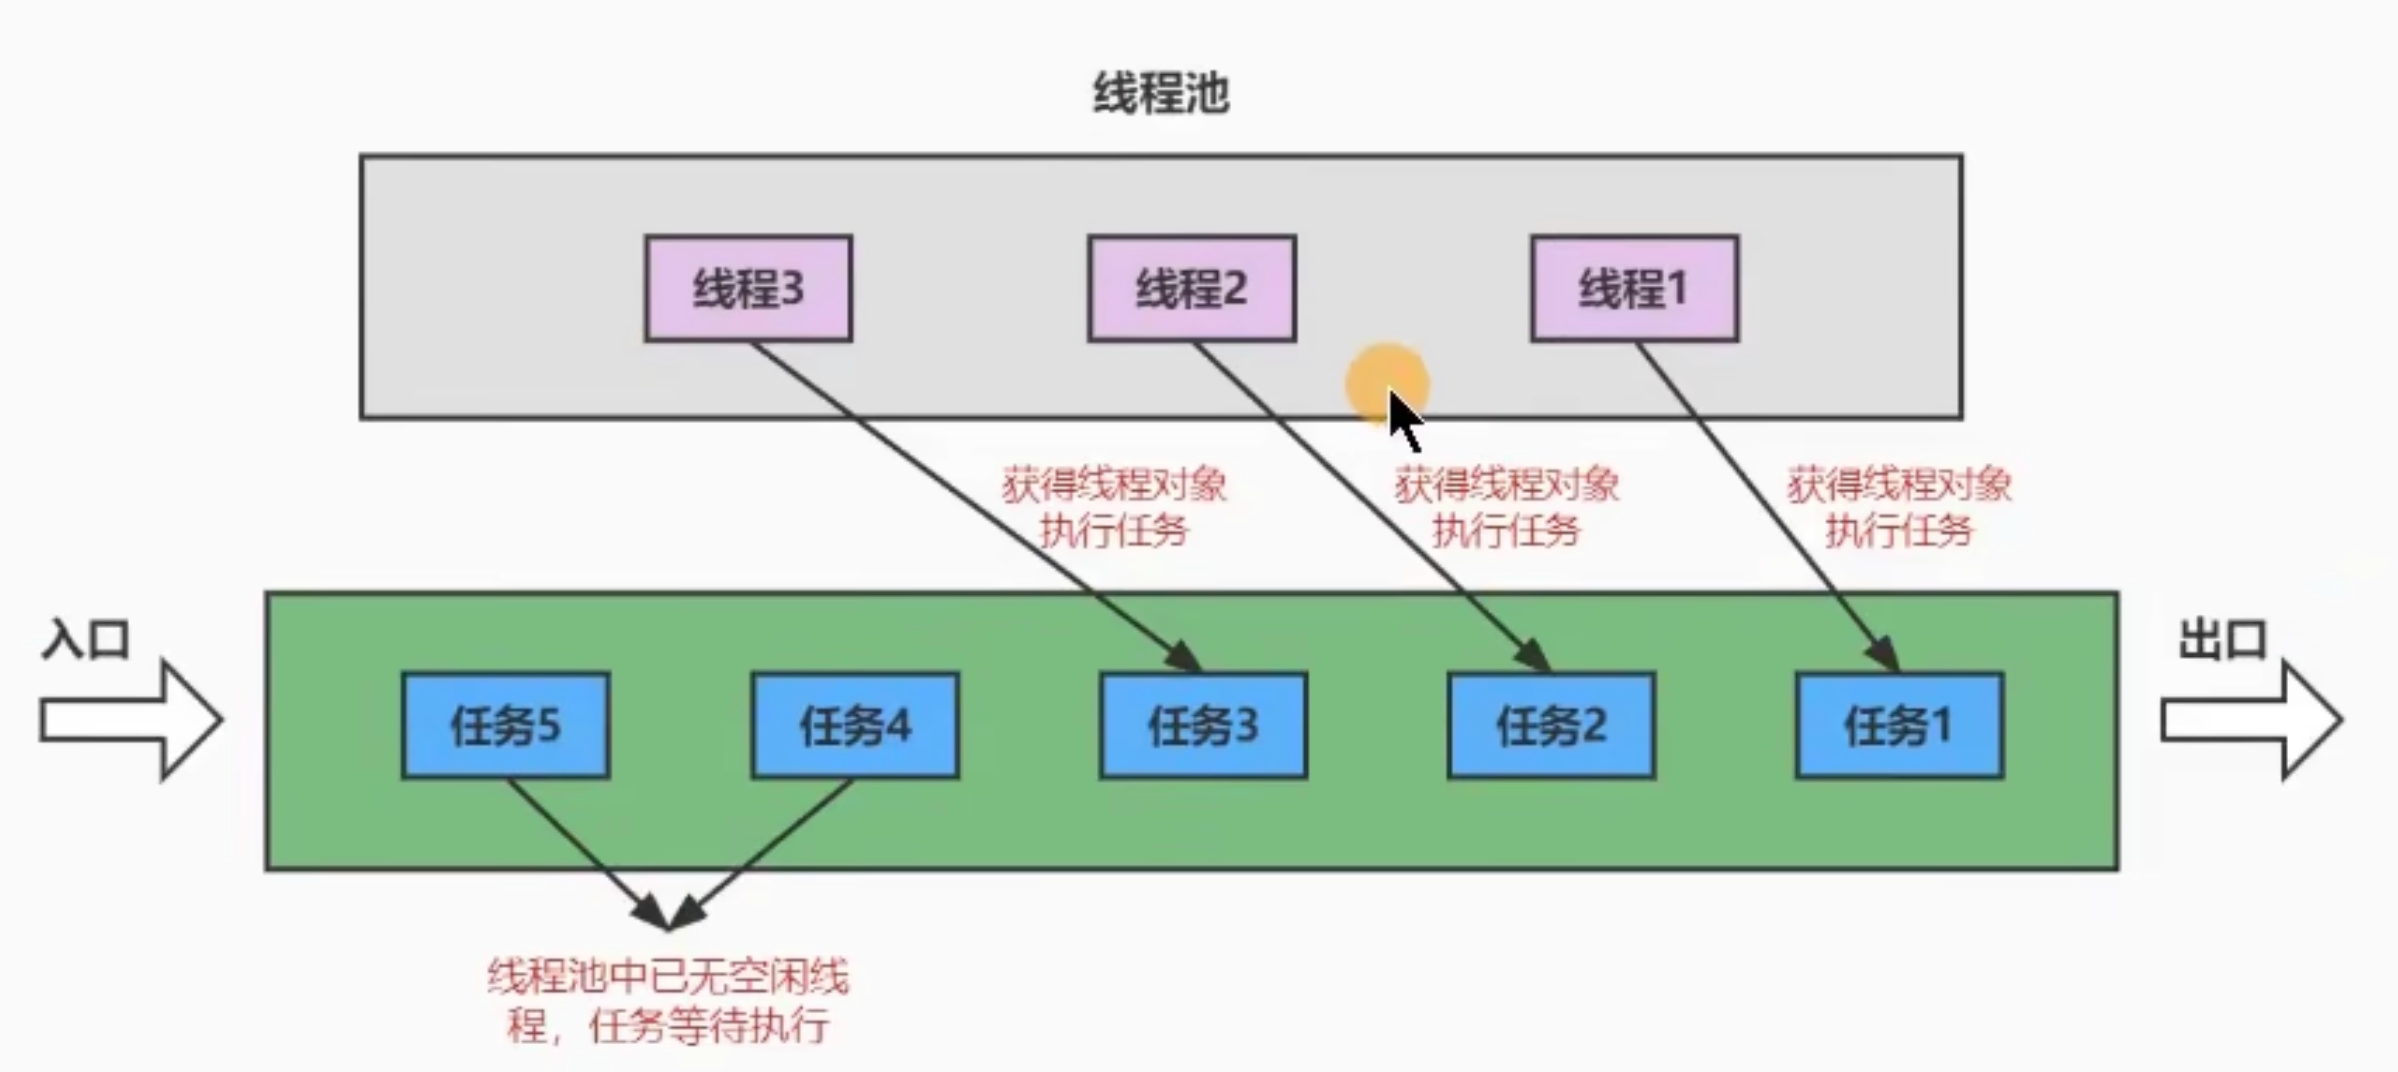 线程池
线程3
线程2
线程1
获得线程对象
执行任务
获得线程对象
执行任务
获得线程对象
执行任务
入口
出口
任务5
任务4
任务3
任务2
任务1
线程池中已无空闲线
程，任务等待执行